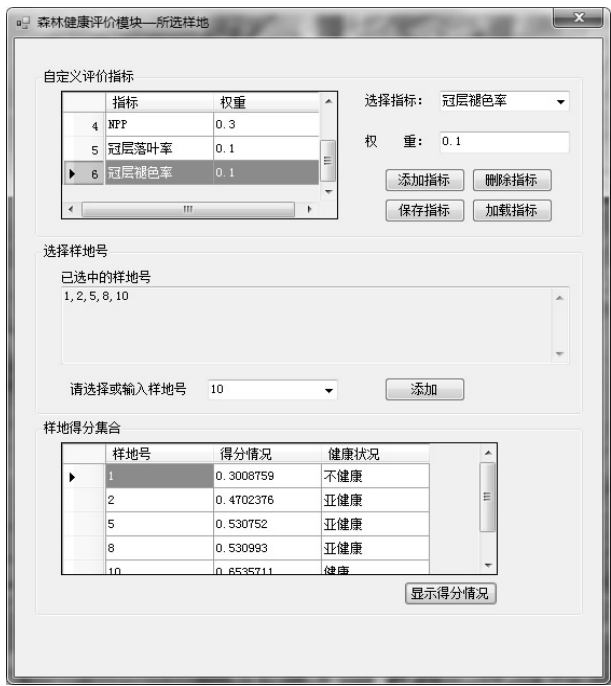 森林健康评价模块—所选样地
自定义评价指标
指标 权重
4 NPP 0.3
5 冠层落叶率 0.1
6 冠层褪色率 0.1
选择指标: 冠层褪色率
权 重: 0.1
添加指标 删除指标
保存指标 加载指标
选择样地号
已选中的样地号
1,2,5,8,10
请选择或输入样地号 10 添加
样地得分集合
样地号 得分情况 健康状况
1 0.3008759 不健康
2 0.4702376 亚健康
5 0.530752 亚健康
8 0.530993 亚健康
10 0.6535711 健康
显示得分情况